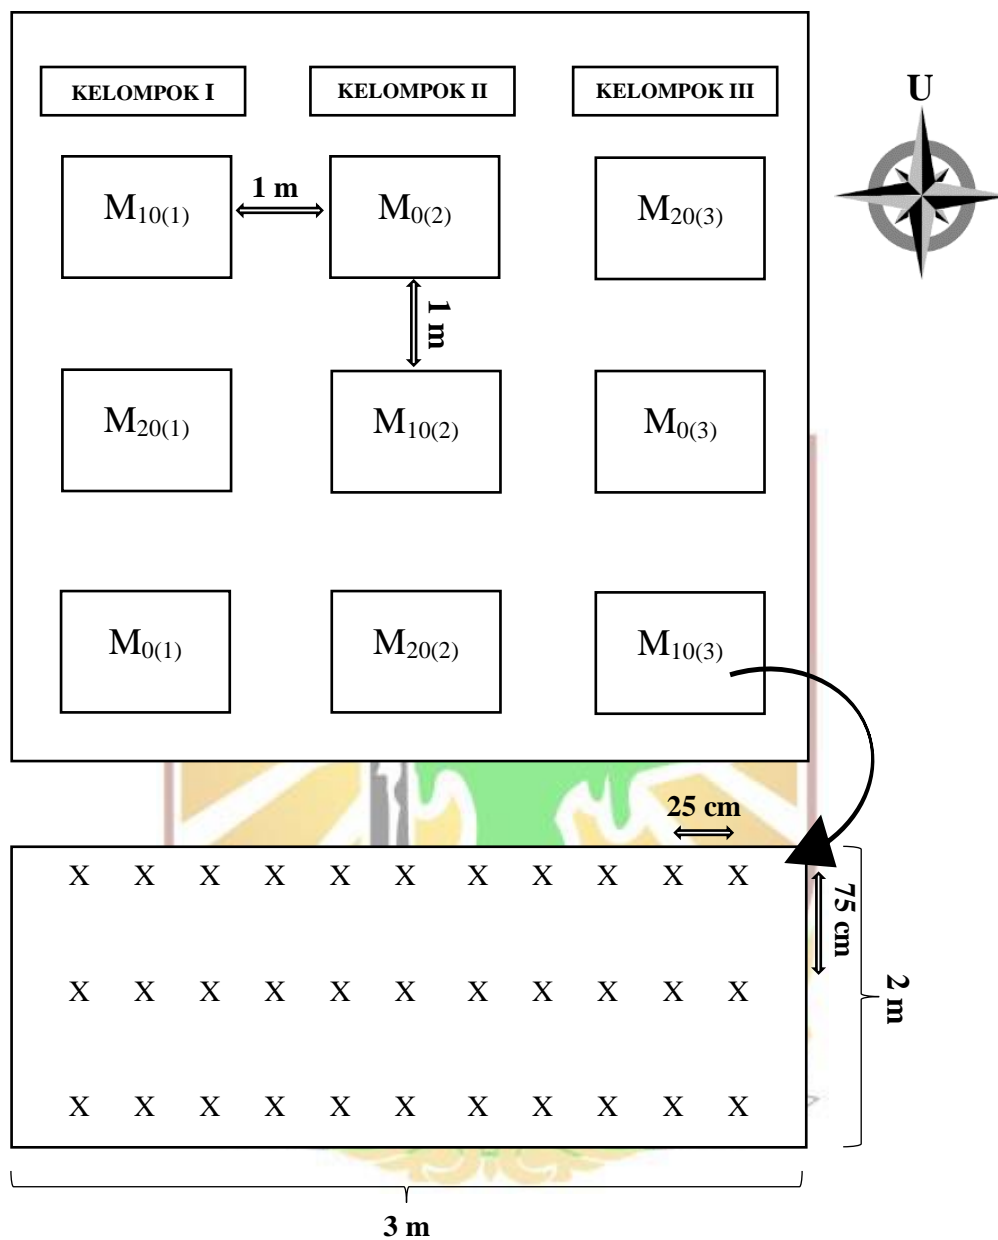 KELOMPOK I KELOMPOK II KELOMPOK III
U
M10(1) 1 m M0(2) M20(3)
1 m
M20(1) M10(2) M0(3)
M0(1) M20(2) M10(3)
25 cm
X X X X X X X X X X X
75 cm
X X X X X X X X X X X
2 m
X X X X X X X X X X X
3 m